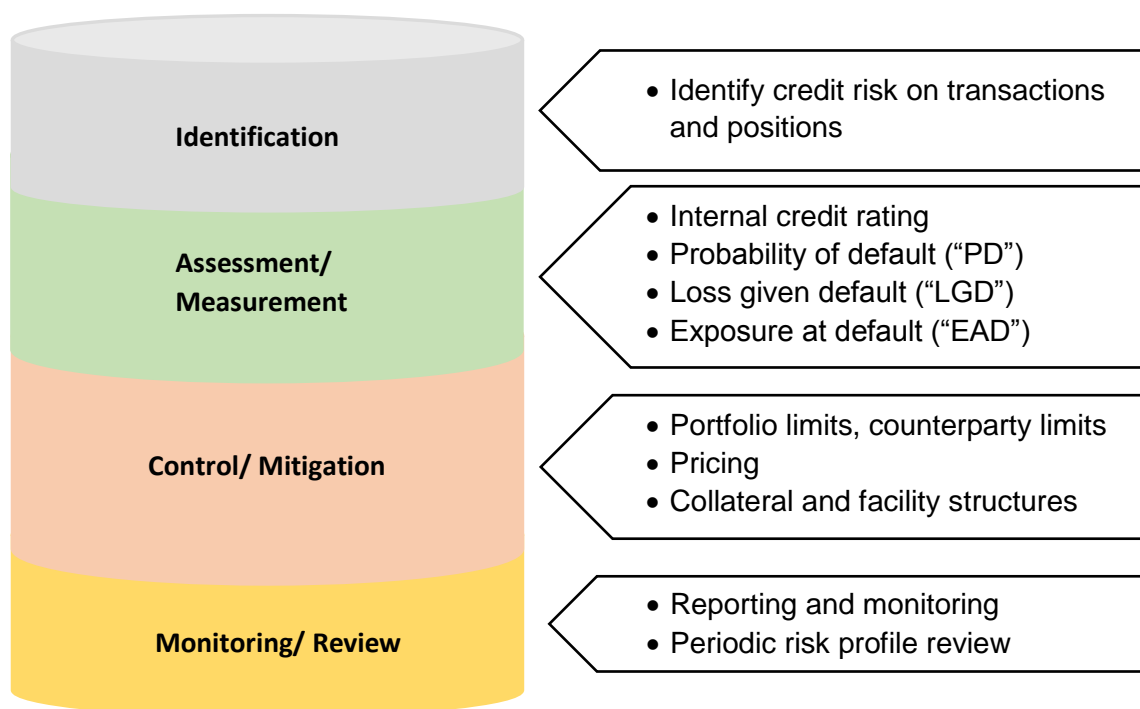 Identification
• Identify credit risk on transactions
and positions
Assessment/
Measurement
• Internal credit rating
• Probability of default (“PD”)
• Loss given default (“LGD”)
• Exposure at default (“EAD”)
Control/ Mitigation
• Portfolio limits, counterparty limits
• Pricing
• Collateral and facility structures
Monitoring/ Review
• Reporting and monitoring
• Periodic risk profile review